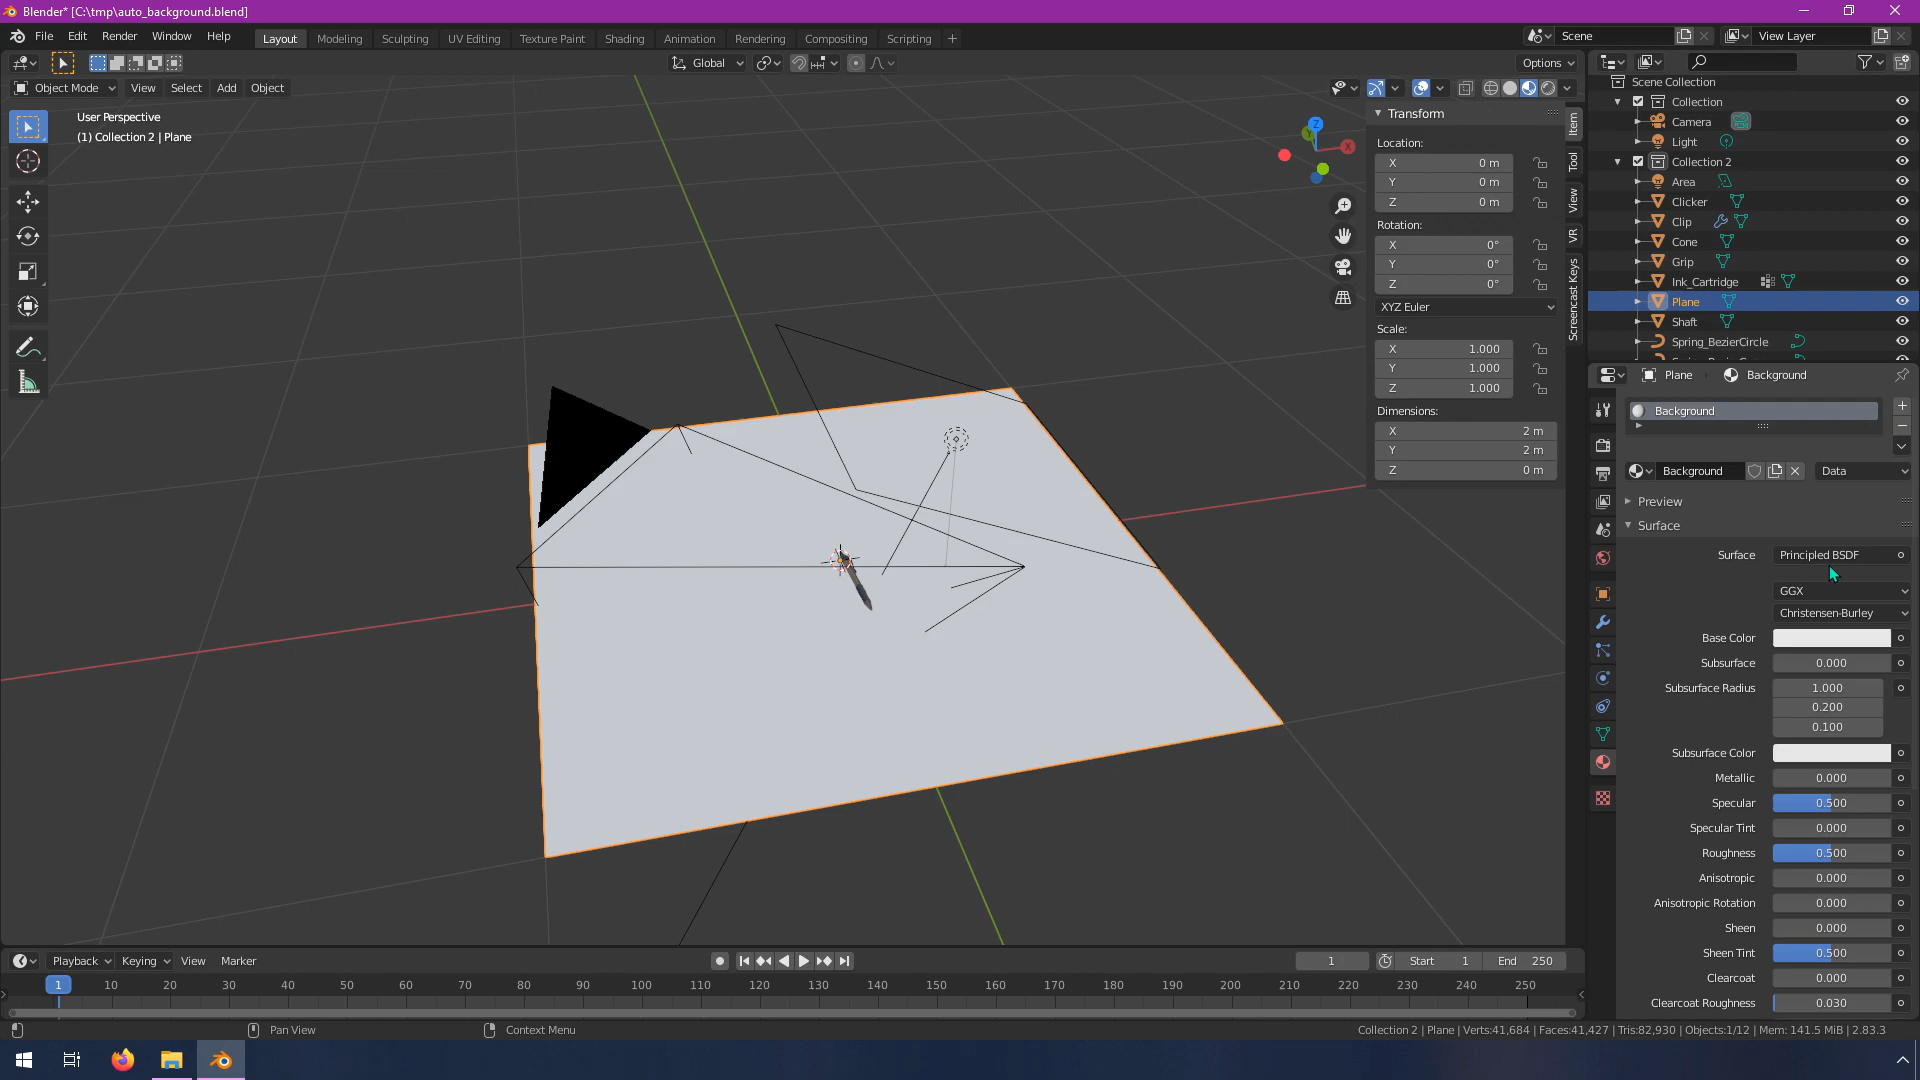 Blender* [C:\tmp\auto_background.blend]
File Edit Render Window Help
Layout Modeling Sculpting UV Editing Texture Paint Shading Animation Rendering Compositing Scripting
Scene
View Layer
Global
Options
Object Mode View Select Add Object
User Perspective
(1) Collection 2 | Plane
Transform
Location:
X 0 m
Y 0 m
Z 0 m
Rotation:
X 0°
Y 0°
Z 0°
XYZ Euler
Scale:
X 1.000
Y 1.000
Z 1.000
Dimensions:
X 2 m
Y 2 m
Z 0 m
Item
Tool
View
VR
Screencast Keys
Z
Y
X
Scene Collection
Collection
Camera
Light
Collection 2
Area
Clicker
Clip
Cone
Grip
Ink_Cartridge
Plane
Shaft
Spring_BezierCircle
Plane Background
Background
Background Data
Preview
Surface
Surface Principled BSDF
GGX
Christensen-Burley
Base Color
Subsurface 0.000
Subsurface Radius 1.000
0.200
0.100
Subsurface Color
Metallic 0.000
Specular 0.500
Specular Tint 0.000
Roughness 0.500
Anisotropic 0.000
Anisotropic Rotation 0.000
Sheen 0.000
Sheen Tint 0.500
Clearcoat 0.000
Clearcoat Roughness 0.030
Playback Keying View Marker
1 Start 1 End 250
1 10 20 30 40 50 60 70 80 90 100 110 120 130 140 150 160 170 180 190 200 210 220 230 240 250
Pan View
Context Menu
Collection 2 | Plane | Verts:41,684 | Faces:41,427 | Tris:82,930 | Objects:1/12 | Mem: 141.5 MiB | 2.83.3